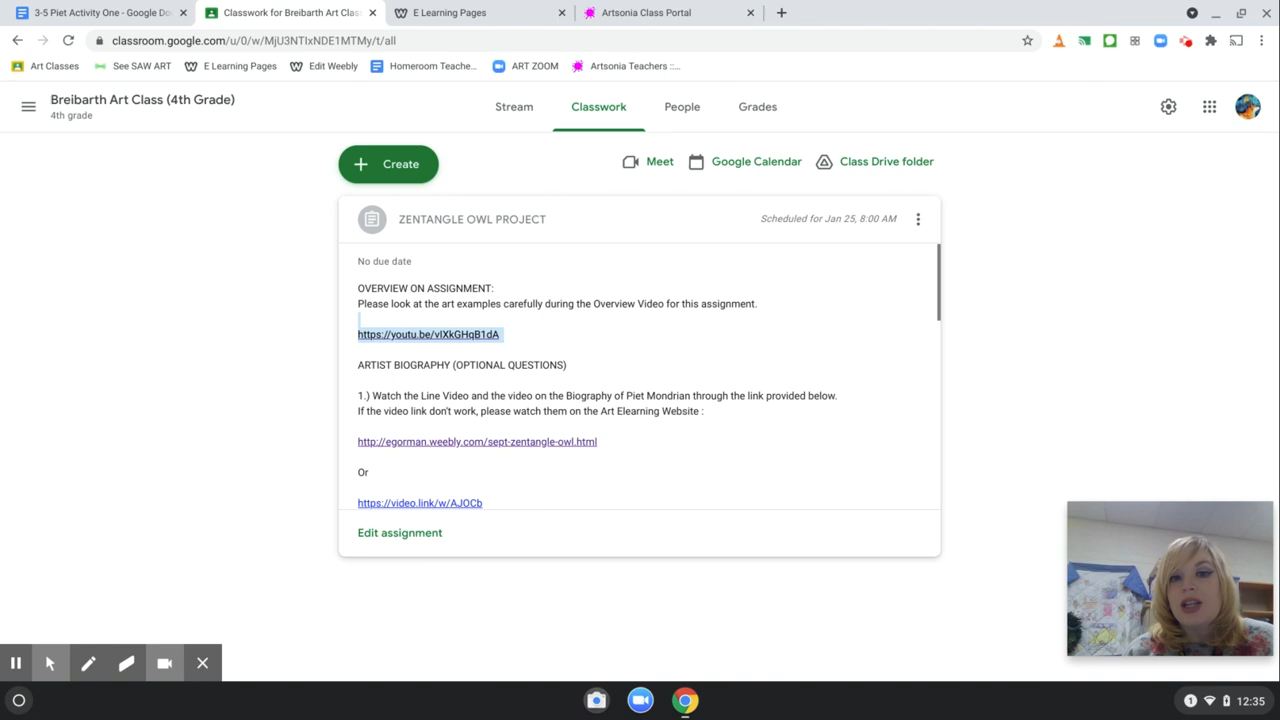 3-5 Piet Activity One - Google Do
Classwork for Breibarth Art Clas
E Learning Pages
Artsonia Class Portal
classroom.google.com/u/0/w/MjU3NTIxNDE1MTMy/t/all
Art Classes
See SAW ART
E Learning Pages
Edit Weebly
Homeroom Teache...
ART ZOOM
Artsonia Teachers ::...
Breibarth Art Class (4th Grade)
4th grade
Stream
Classwork
People
Grades
Create
Meet
Google Calendar
Class Drive folder
ZENTANGLE OWL PROJECT
Scheduled for Jan 25, 8:00 AM
No due date
OVERVIEW ON ASSIGNMENT:
Please look at the art examples carefully during the Overview Video for this assignment.
https://youtu.be/vIXkGHqB1dA
ARTIST BIOGRAPHY (OPTIONAL QUESTIONS)
1.) Watch the Line Video and the video on the Biography of Piet Mondrian through the link provided below.
If the video link don't work, please watch them on the Art Elearning Website :
http://egorman.weebly.com/sept-zentangle-owl.html
Or
https://video.link/w/AJOCb
Edit assignment
1
12:35